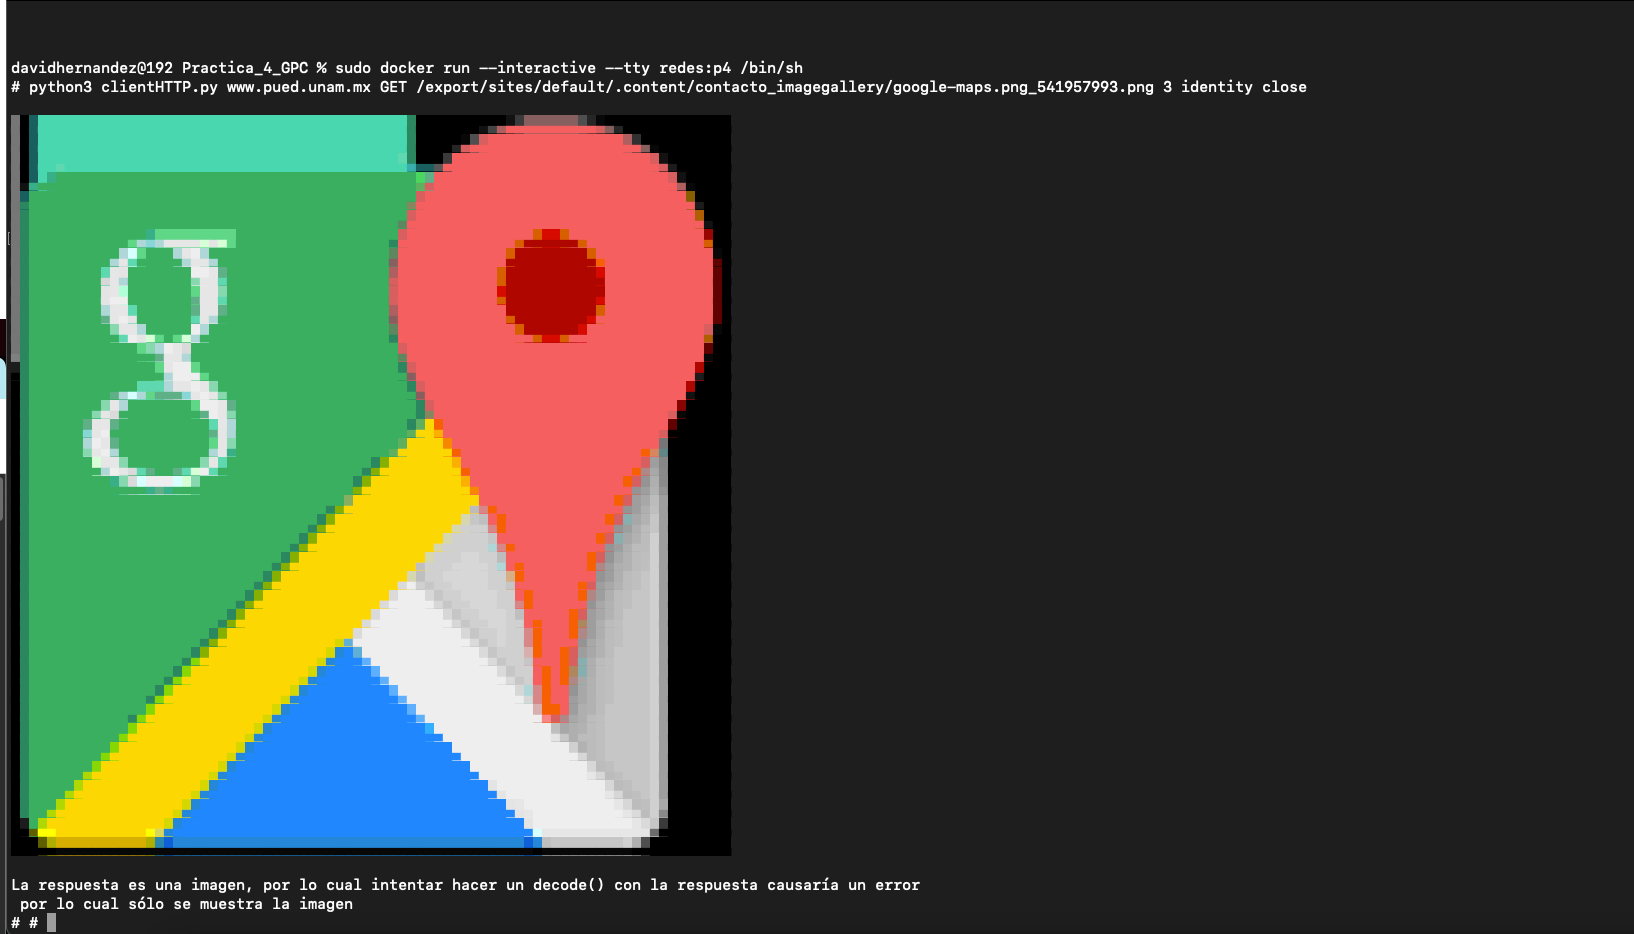 davidhernandez@192 Practica_4_GPC % sudo docker run --interactive --tty redes:p4 /bin/sh
# python3 clientHTTP.py www.pued.unam.mx GET /export/sites/default/.content/contacto_imagegallery/google-maps.png_541957993.png 3 identity close
g
La respuesta es una imagen, por lo cual intentar hacer un decode() con la respuesta causaría un error
por lo cual sólo se muestra la imagen
# #